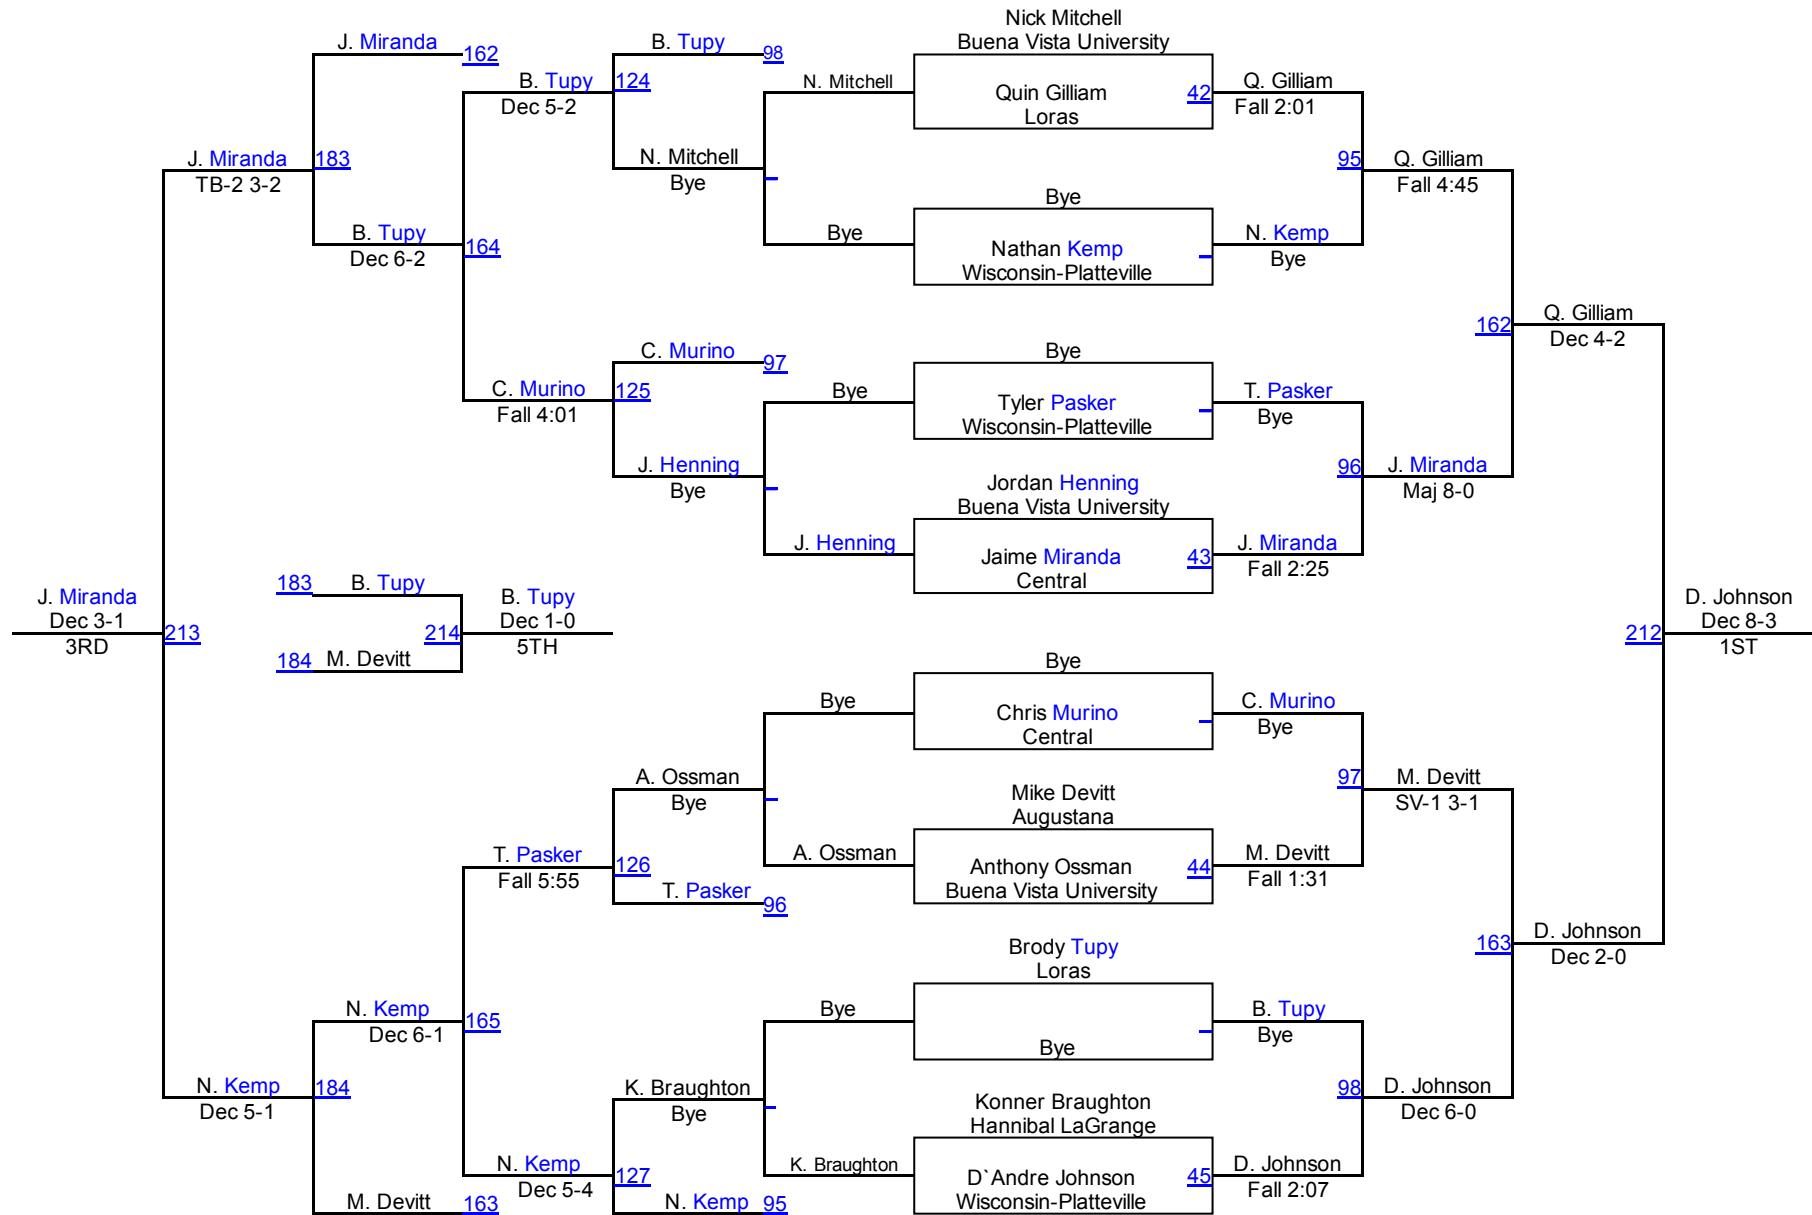 Nick Mitchell
Buena Vista University
Quin Gilliam
Loras
42
Q. Gilliam
Fall 2:01
N. Mitchell
Bye
Nathan Kemp
Wisconsin-Platteville
N. Kemp
Bye
Bye
95
Q. Gilliam
Fall 4:45
Bye
Tyler Pasker
Wisconsin-Platteville
T. Pasker
Bye
Bye
Jordan Henning
Buena Vista University
Jaime Miranda
Central
43
J. Miranda
Fall 2:25
J. Henning
96
J. Miranda
Maj 8-0
162
Q. Gilliam
Dec 4-2
Bye
Chris Murino
Central
C. Murino
Bye
Bye
Mike Devitt
Augustana
Anthony Ossman
Buena Vista University
44
M. Devitt
Fall 1:31
A. Ossman
97
M. Devitt
SV-1 3-1
Brody Tupy
Loras
Bye
B. Tupy
Bye
Bye
Konner Braughton
Hannibal LaGrange
D`Andre Johnson
Wisconsin-Platteville
45
D. Johnson
Fall 2:07
K. Braughton
98
D. Johnson
Dec 6-0
163
D. Johnson
Dec 2-0
212
D. Johnson
Dec 8-3
1ST
B. Tupy
98
N. Mitchell
Bye
124
B. Tupy
Dec 5-2
C. Murino
97
J. Henning
Bye
125
C. Murino
Fall 4:01
164
B. Tupy
Dec 6-2
J. Miranda
162
183
J. Miranda
TB-2 3-2
A. Ossman
Bye
T. Pasker
96
126
T. Pasker
Fall 5:55
K. Braughton
Bye
N. Kemp
95
127
N. Kemp
Dec 5-4
165
N. Kemp
Dec 6-1
M. Devitt
163
184
N. Kemp
Dec 5-1
213
J. Miranda
Dec 3-1
3RD
183
B. Tupy
184
M. Devitt
214
B. Tupy
Dec 1-0
5TH